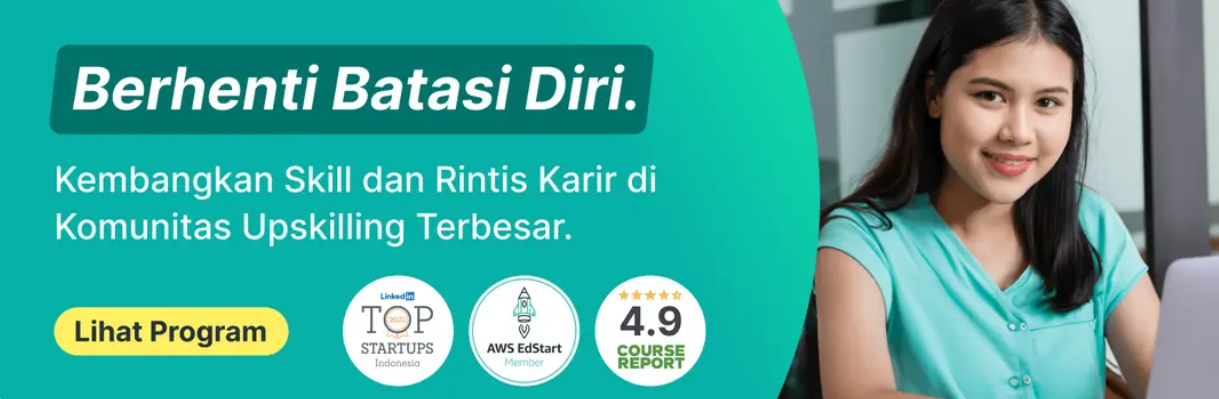 Berhenti Batasi Diri.
Kembangkan Skill dan Rintis Karir di
Komunitas Upskilling Terbesar.
Lihat Program
Linkedin
TOP
2022
STARTUPS
Indonesia
AWS EdStart
Member
4.9
COURSE
REPORT